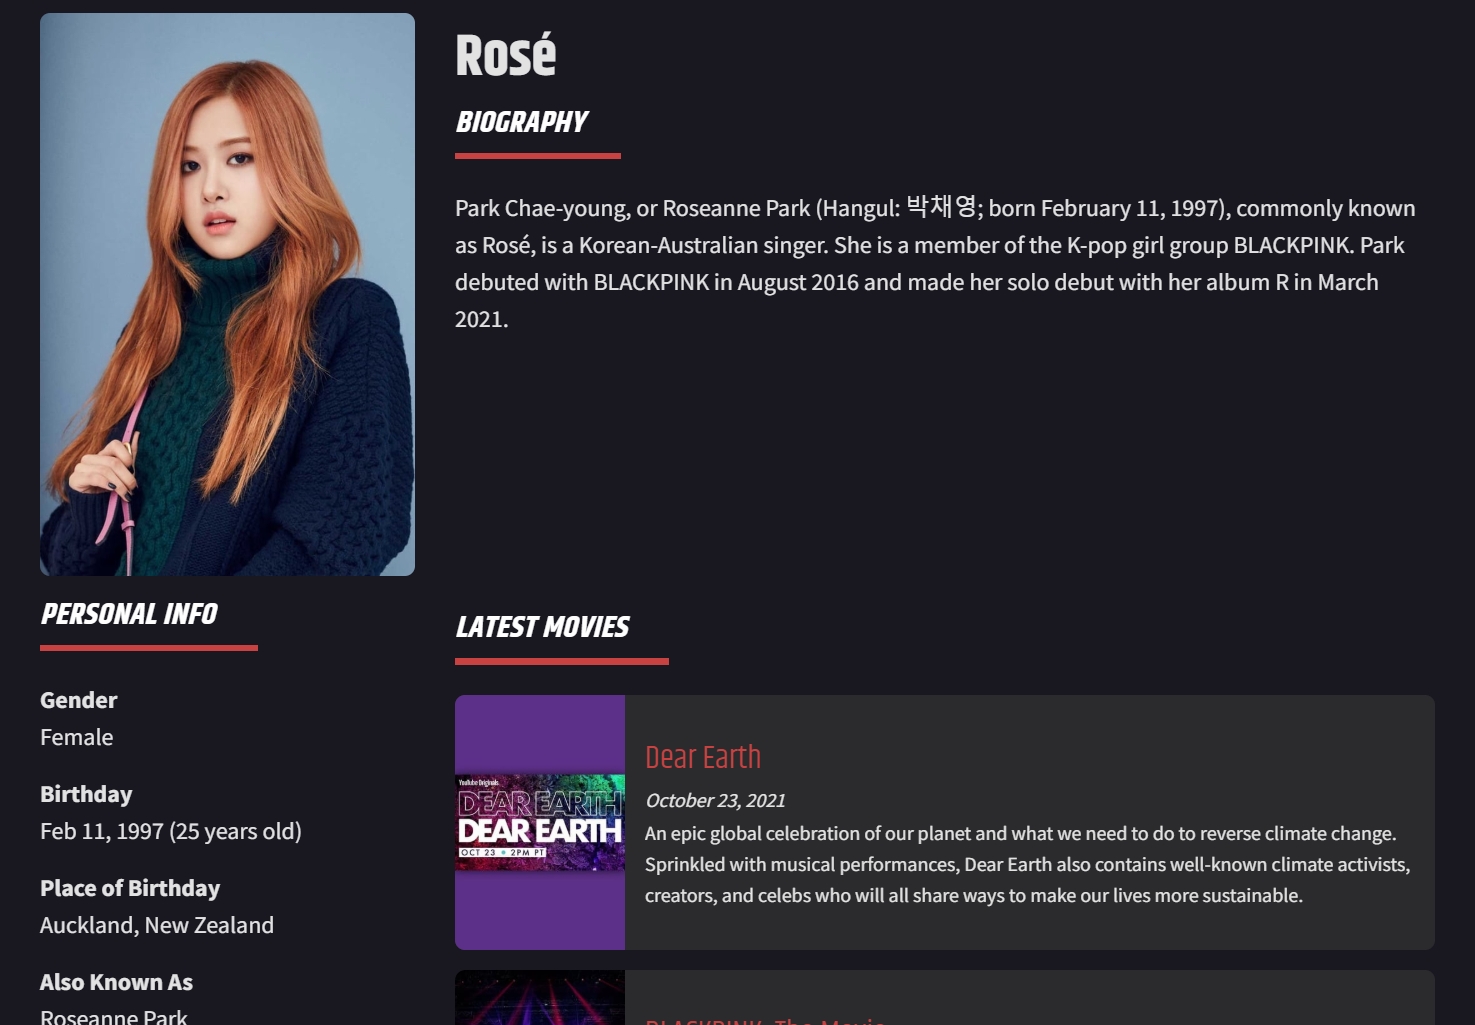 Rosé
BIOGRAPHY
Park Chae-young, or Roseanne Park (Hangul: 박채영; born February 11, 1997), commonly known
as Rosé, is a Korean-Australian singer. She is a member of the K-pop girl group BLACKPINK. Park
debuted with BLACKPINK in August 2016 and made her solo debut with her album R in March
2021.
PERSONAL INFO
Gender
Female
Birthday
Feb 11, 1997 (25 years old)
Place of Birthday
Auckland, New Zealand
Also Known As
Roseanne Park
LATEST MOVIES
YouTube Originals
DEAR EARTH
DEAR EARTH
OCT 23 • 2PM PT
Dear Earth
October 23, 2021
An epic global celebration of our planet and what we need to do to reverse climate change.
Sprinkled with musical performances, Dear Earth also contains well-known climate activists,
creators, and celebs who will all share ways to make our lives more sustainable.
BLACKPINK: The Movie